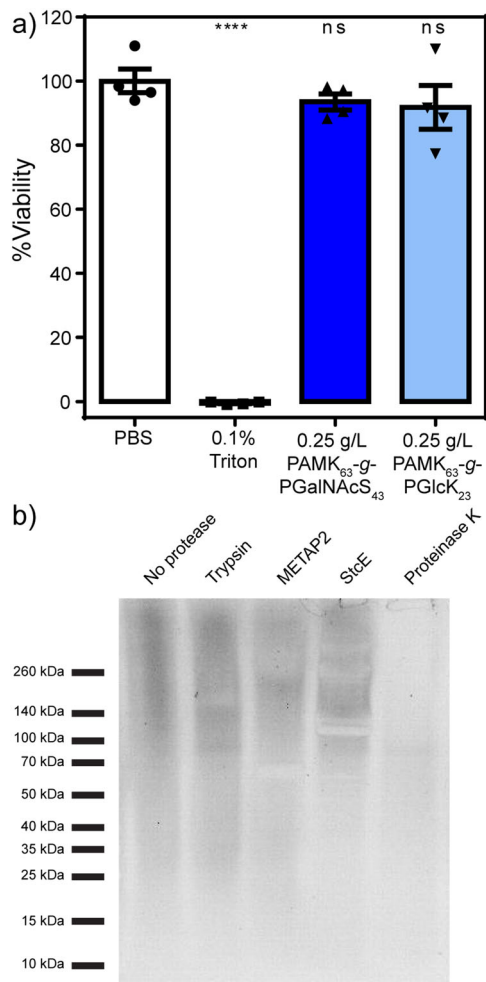 a)
120
100
80
60
40
20
0
%Viability
****
ns
ns
PBS
0.1%
Triton
0.25 g/L
PAMK63-g-
PGalNAcS43
0.25 g/L
PAMK63-g-
PGlcK23
b)
No protease
Trypsin
METAP2
StcE
Proteinase K
260 kDa
140 kDa
100 kDa
70 kDa
50 kDa
40 kDa
35 kDa
25 kDa
15 kDa
10 kDa